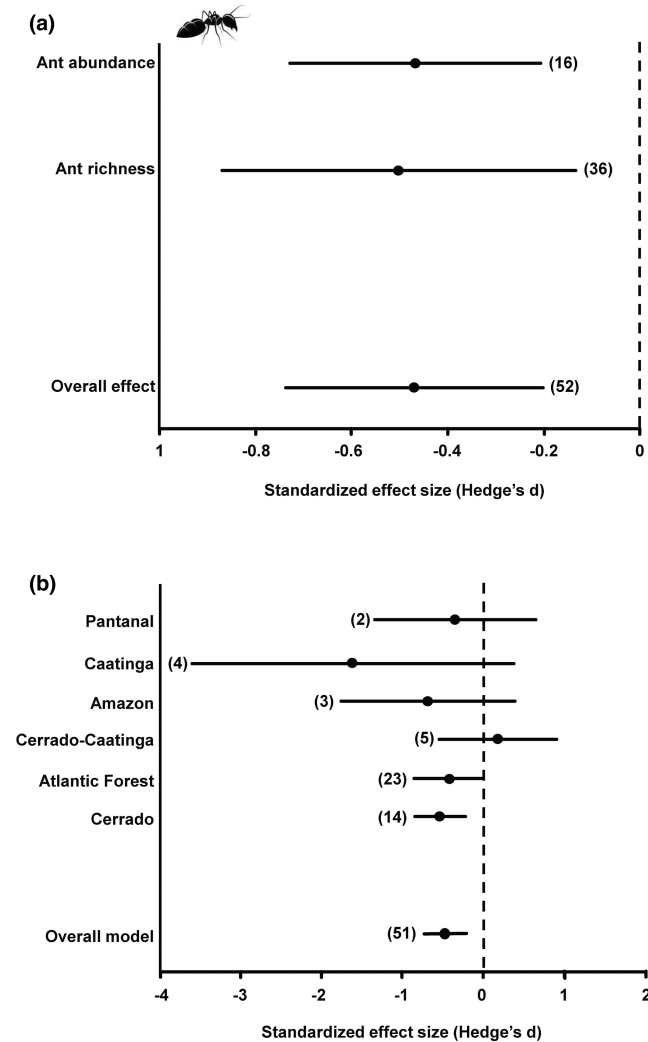 (a)
Ant abundance (16)
Ant richness (36)
Overall effect (52)
1 -0.8 -0.6 -0.4 -0.2 0
Standardized effect size (Hedge's d)
(b)
Pantanal (2)
Caatinga (4)
Amazon (3)
Cerrado-Caatinga (5)
Atlantic Forest (23)
Cerrado (14)
Overall model (51)
-4 -3 -2 -1 0 1 2
Standardized effect size (Hedge's d)